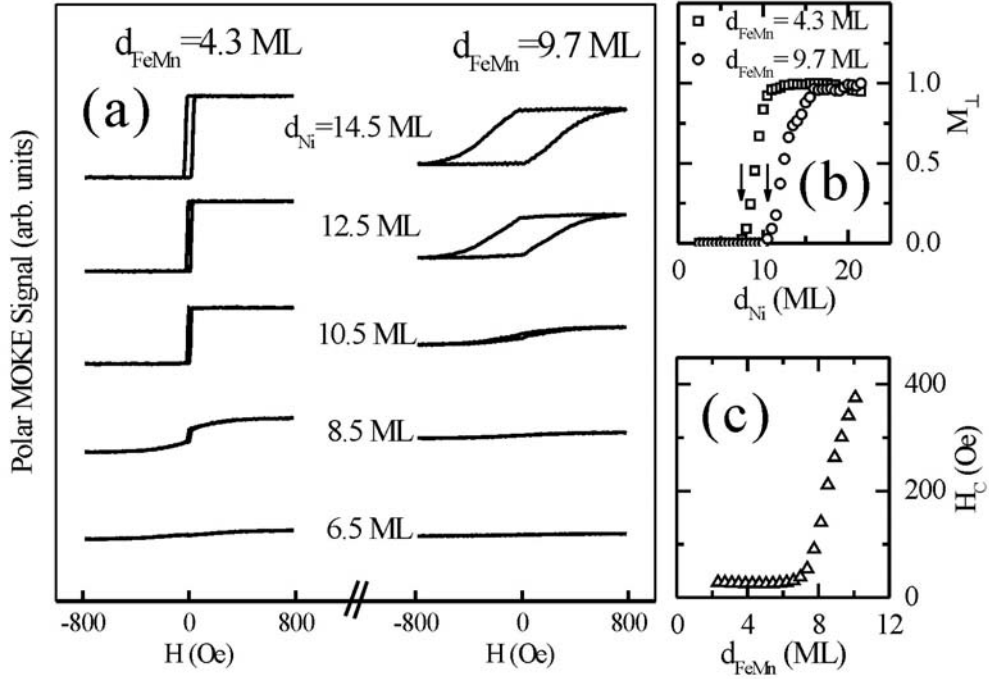 d_FeMn=4.3 ML
d_FeMn=9.7 ML
(a)
d_Ni=14.5 ML
12.5 ML
10.5 ML
8.5 ML
6.5 ML
Polar MOKE Signal (arb. units)
-800 0 800 -800 0 800
H (Oe) H (Oe)
d_FeMn= 4.3 ML
d_FeMn= 9.7 ML
1.0
0.5
0.0
M_⊥
(b)
0 10 20
d_Ni (ML)
(c)
400
200
0
H_C (Oe)
0 4 8 12
d_FeMn (ML)